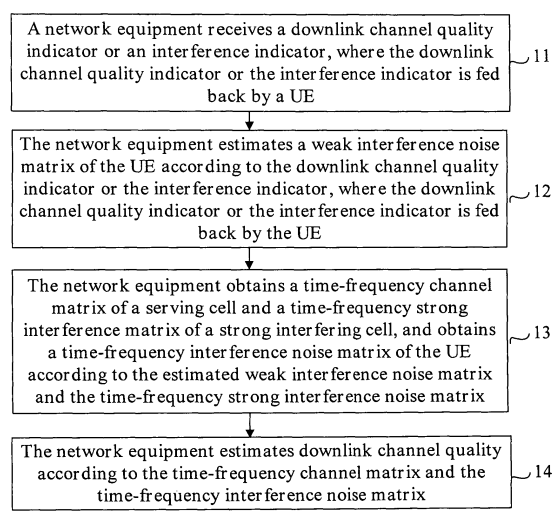 A network equipment receives a downlink channel quality
indicator or an interference indicator, where the downlink
channel quality indicator or the interference indicator is fed
back by a UE
11
The network equipment estimates a weak interference noise
matrix of the UE according to the downlink channel quality
indicator or the interference indicator, where the downlink
channel quality indicator or the interference indicator is fed
back by the UE
12
The network equipment obtains a time-frequency channel
matrix of a serving cell and a time-frequency strong
interference matrix of a strong interfering cell, and obtains
a time-frequency interference noise matrix of the UE
according to the estimated weak interference noise matrix
and the time-frequency strong interference noise matrix
13
The network equipment estimates downlink channel quality
according to the time-frequency channel matrix and the
time-frequency interference noise matrix
14